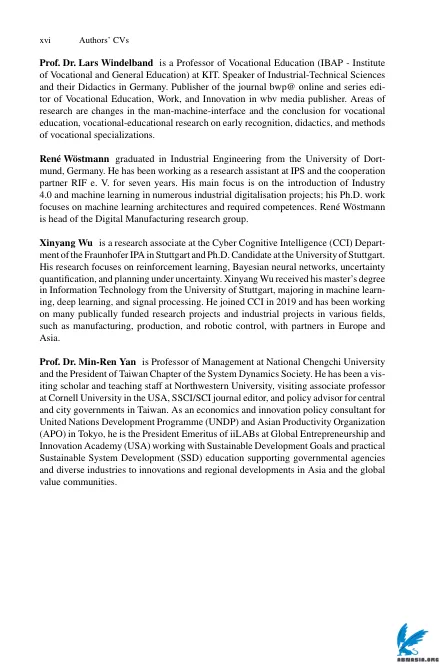 xvi Authors' CVs
Prof. Dr. Lars Windelband is a Professor of Vocational Education (IBAP - Institute
of Vocational and General Education) at KIT. Speaker of Industrial-Technical Sciences
and their Didactics in Germany. Publisher of the journal bwp@ online and series edi-
tor of Vocational Education, Work, and Innovation in wbv media publisher. Areas of
research are changes in the man-machine-interface and the conclusion for vocational
education, vocational-educational research on early recognition, didactics, and methods
of vocational specializations.
René Wöstmann graduated in Industrial Engineering from the University of Dort-
mund, Germany. He has been working as a research assistant at IPS and the cooperation
partner RIF e. V. for seven years. His main focus is on the introduction of Industry
4.0 and machine learning in numerous industrial digitalisation projects; his Ph.D. work
focuses on machine learning architectures and required competences. René Wöstmann
is head of the Digital Manufacturing research group.
Xinyang Wu is a research associate at the Cyber Cognitive Intelligence (CCI) Depart-
ment of the Fraunhofer IPA in Stuttgart and Ph.D. Candidate at the University of Stuttgart.
His research focuses on reinforcement learning, Bayesian neural networks, uncertainty
quantification, and planning under uncertainty. Xinyang Wu received his master's degree
in Information Technology from the University of Stuttgart, majoring in machine learn-
ing, deep learning, and signal processing. He joined CCI in 2019 and has been working
on many publically funded research projects and industrial projects in various fields,
such as manufacturing, production, and robotic control, with partners in Europe and
Asia.
Prof. Dr. Min-Ren Yan is Professor of Management at National Chengchi University
and the President of Taiwan Chapter of the System Dynamics Society. He has been a vis-
iting scholar and teaching staff at Northwestern University, visiting associate professor
at Cornell University in the USA, SSCI/SCI journal editor, and policy advisor for central
and city governments in Taiwan. As an economics and innovation policy consultant for
United Nations Development Programme (UNDP) and Asian Productivity Organization
(APO) in Tokyo, he is the President Emeritus of iiLABs at Global Entrepreneurship and
Innovation Academy (USA) working with Sustainable Development Goals and practical
Sustainable System Development (SSD) education supporting governmental agencies
and diverse industries to innovations and regional developments in Asia and the global
value communities.